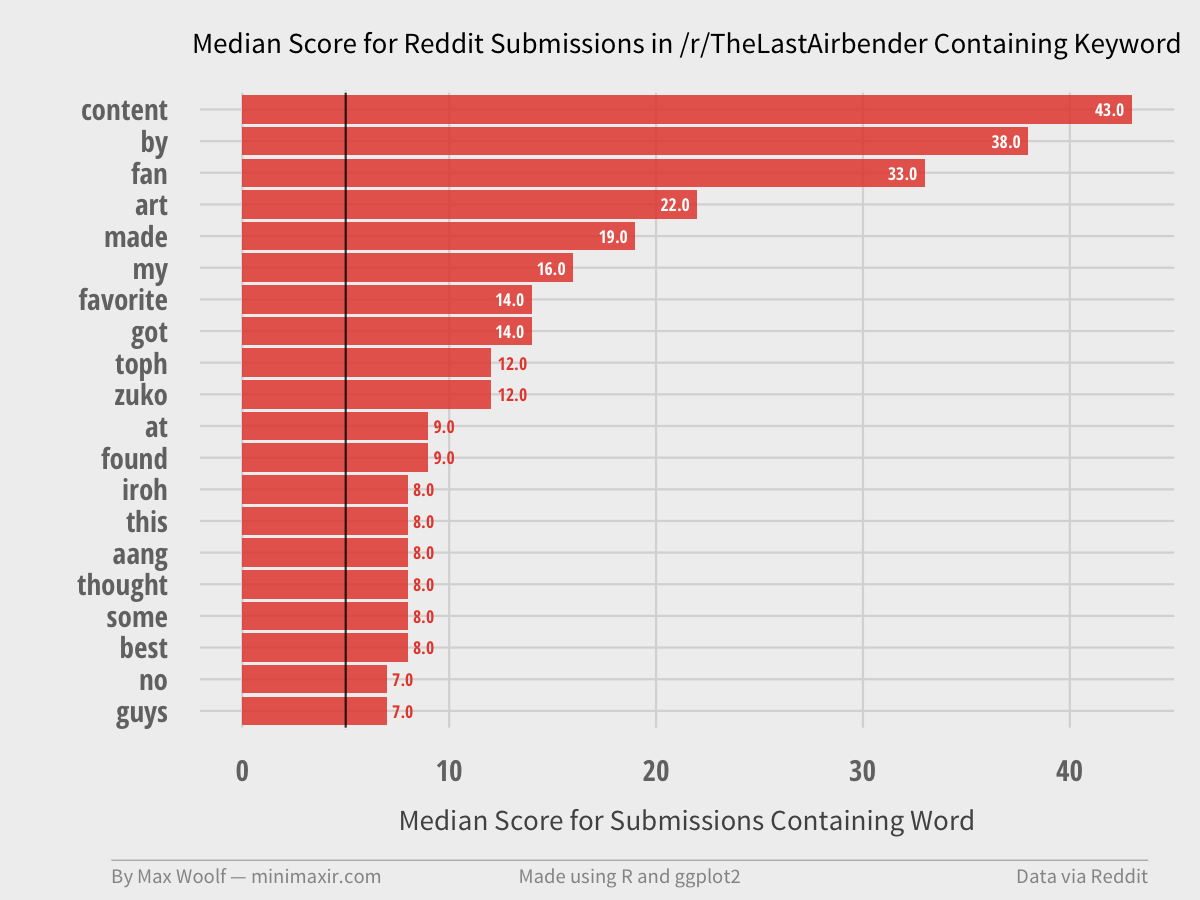 Median Score for Reddit Submissions in /r/TheLastAirbender Containing Keyword
content 43.0
by 38.0
fan 33.0
art 22.0
made 19.0
my 16.0
favorite 14.0
got 14.0
toph 12.0
zuko 12.0
at 9.0
found 9.0
iroh 8.0
this 8.0
aang 8.0
thought 8.0
some 8.0
best 8.0
no 7.0
guys 7.0
0 10 20 30 40
Median Score for Submissions Containing Word
By Max Woolf — minimaxir.com Made using R and ggplot2 Data via Reddit